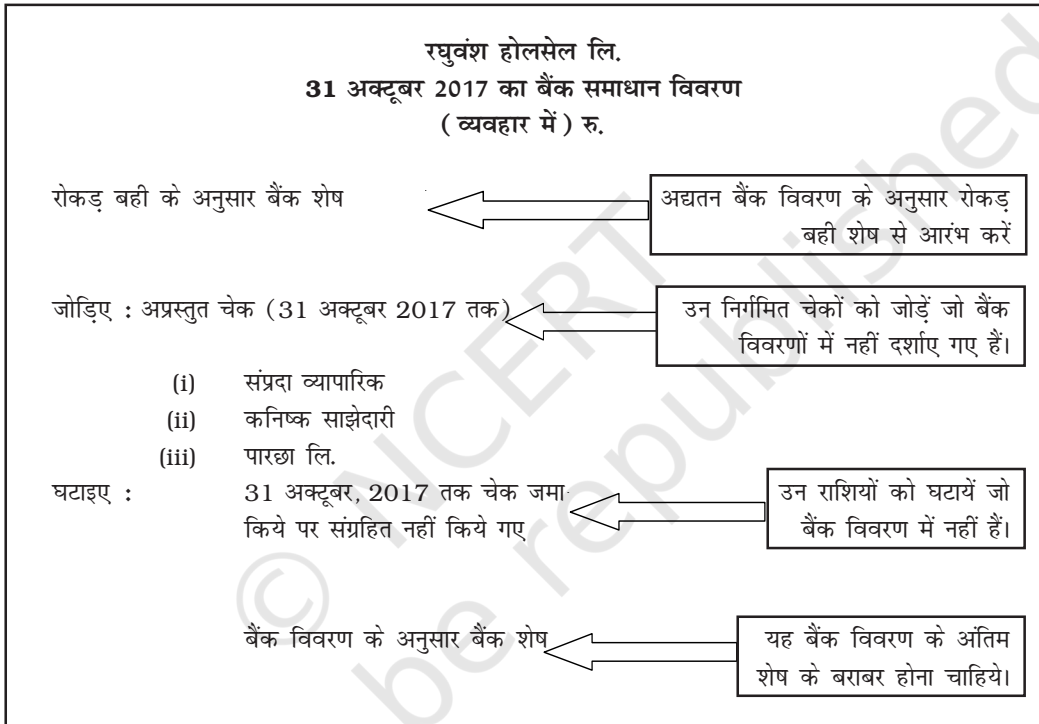 रघुवंश होलसेल लि.
31 अक्टूबर 2017 का बैंक समाधान विवरण
( व्यवहार में ) रु.
रोकड़ बही के अनुसार बैंक शेष
अद्यतन बैंक विवरण के अनुसार रोकड़
बही शेष से आरंभ करें
जोड़िए : अप्रस्तुत चेक (31 अक्टूबर 2017 तक)
उन निर्गमित चेकों को जोड़ें जो बैंक
विवरणों में नहीं दर्शाए गए हैं।
(i) संप्रदा व्यापारिक
(ii) कनिष्क साझेदारी
(iii) पारछा लि.
घटाइए : 31 अक्टूबर, 2017 तक चेक जमा
किये पर संग्रहित नहीं किये गए
उन राशियों को घटायें जो
बैंक विवरण में नहीं हैं।
बैंक विवरण के अनुसार बैंक शेष
यह बैंक विवरण के अंतिम
शेष के बराबर होना चाहिये।
© NCERT
be republished